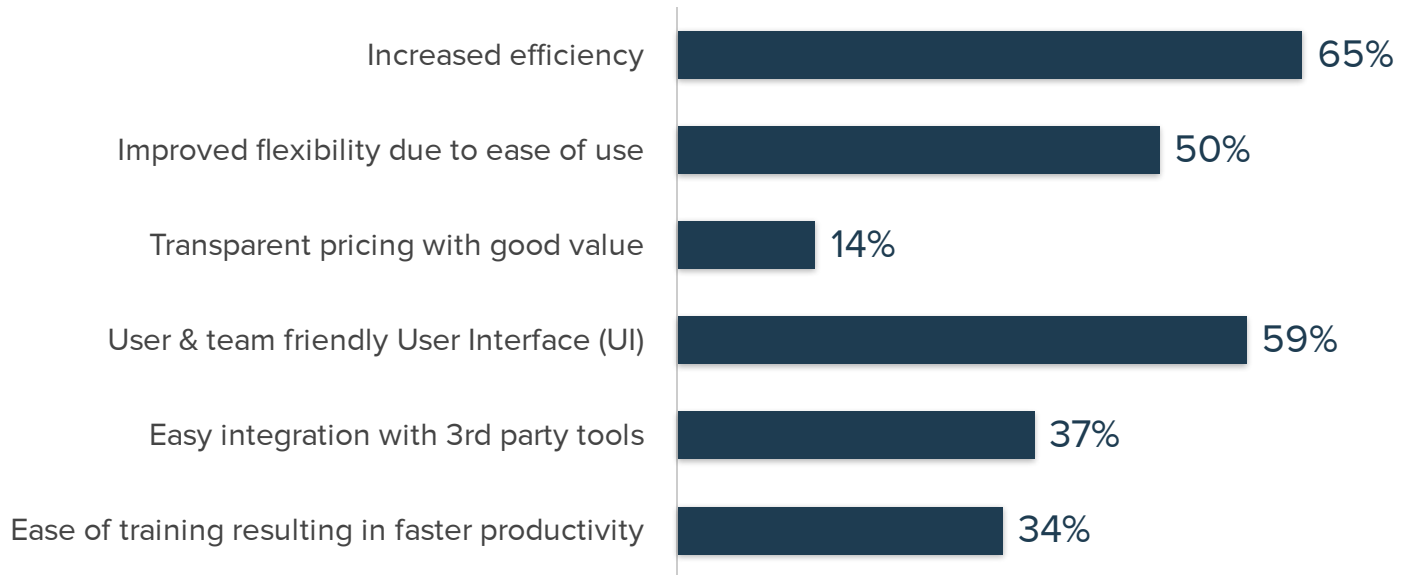 Increased efficiency 65%
Improved flexibility due to ease of use 50%
Transparent pricing with good value 14%
User & team friendly User Interface (UI) 59%
Easy integration with 3rd party tools 37%
Ease of training resulting in faster productivity 34%